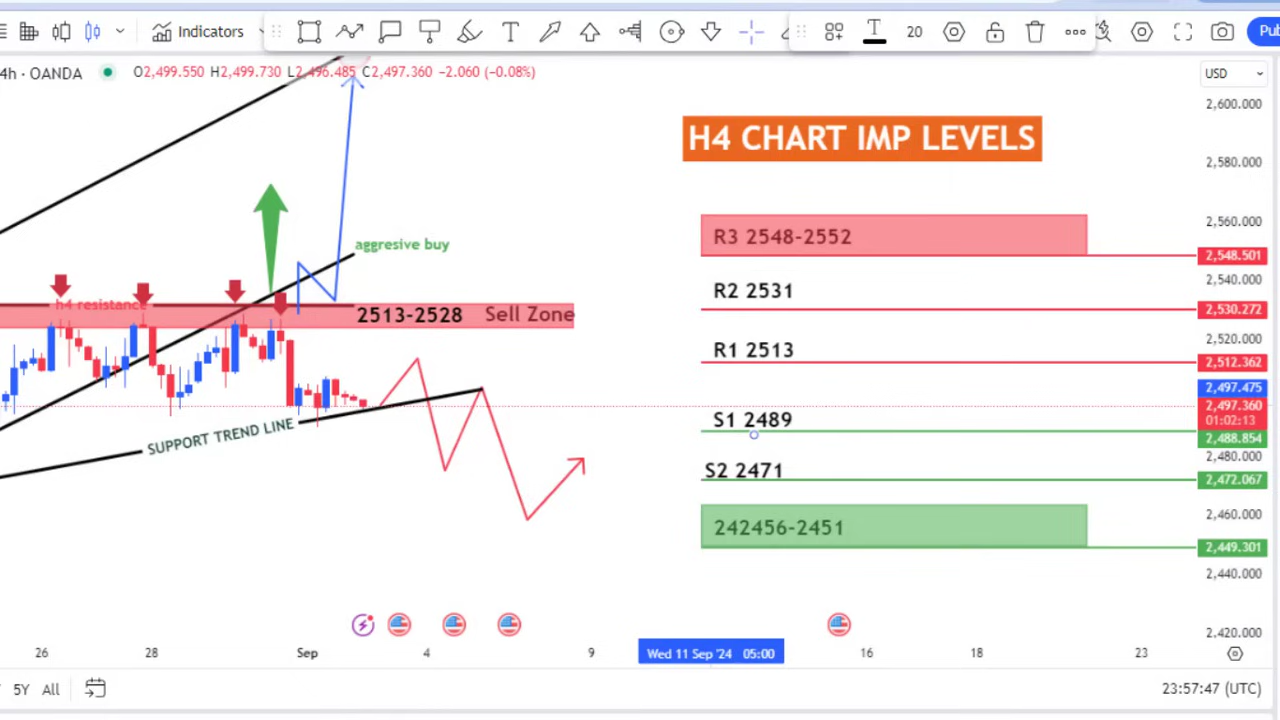 Indicators
20
Pub
4h · OANDA
O2,499.550 H2,499.730 L2,496.485 C2,497.360 −2.060 (−0.08%)
USD
2,600.000
H4 CHART IMP LEVELS
2,580.000
2,560.000
R3 2548-2552
aggresive buy
2,548.501
2,540.000
R2 2531
h4 resistance
2513-2528 Sell Zone
2,530.272
2,520.000
R1 2513
2,512.362
2,497.475
2,497.360
01:02:13
S1 2489
SUPPORT TREND LINE
2,488.854
2,480.000
S2 2471
2,472.067
2,460.000
242456-2451
2,449.301
2,440.000
2,420.000
26 28 Sep 4 9 Wed 11 Sep '24 05:00 16 18 23
5Y All
23:57:47 (UTC)